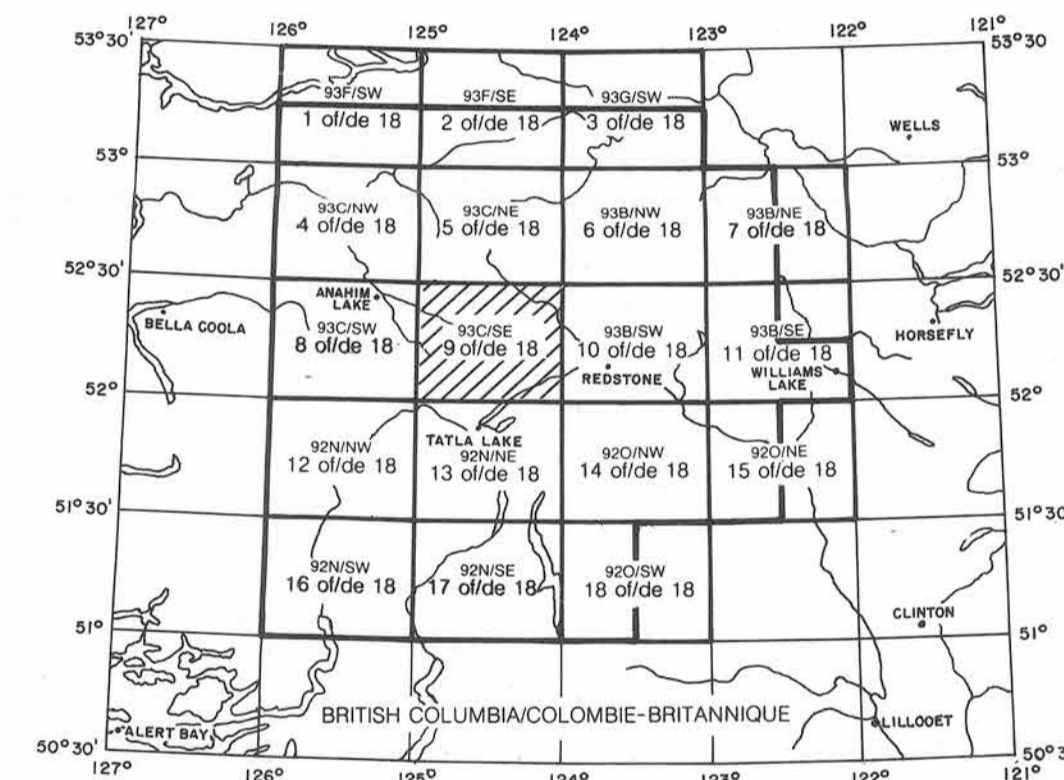 127° 126° 125° 124° 123° 122° 121°
53°30' 53°30'
93F/SW 93F/SE 93G/SW
1 of/de 18 2 of/de 18 3 of/de 18
WELLS
53° 53°
93C/NW 93C/NE 93B/NW 93B/NE
4 of/de 18 5 of/de 18 6 of/de 18 7 of/de 18
52°30' 52°30'
ANAHIM
LAKE
BELLA COOLA
93C/SW 93C/SE 93B/SW 93B/SE
8 of/de 18 9 of/de 18 10 of/de 18 11 of/de 18
HORSEFLY
REDSTONE
WILLIAMS
LAKE
52° 52°
TATLA LAKE
92N/NW 92N/NE 92O/NW 92O/NE
12 of/de 18 13 of/de 18 14 of/de 18 15 of/de 18
51°30' 51°30'
92N/SW 92N/SE 92O/SW
16 of/de 18 17 of/de 18 18 of/de 18
CLINTON
51° 51°
BRITISH COLUMBIA/COLOMBIE-BRITANNIQUE
ALERT BAY
LILLOOET
50°30' 50°3
127° 126° 125° 124° 123° 122° 121°